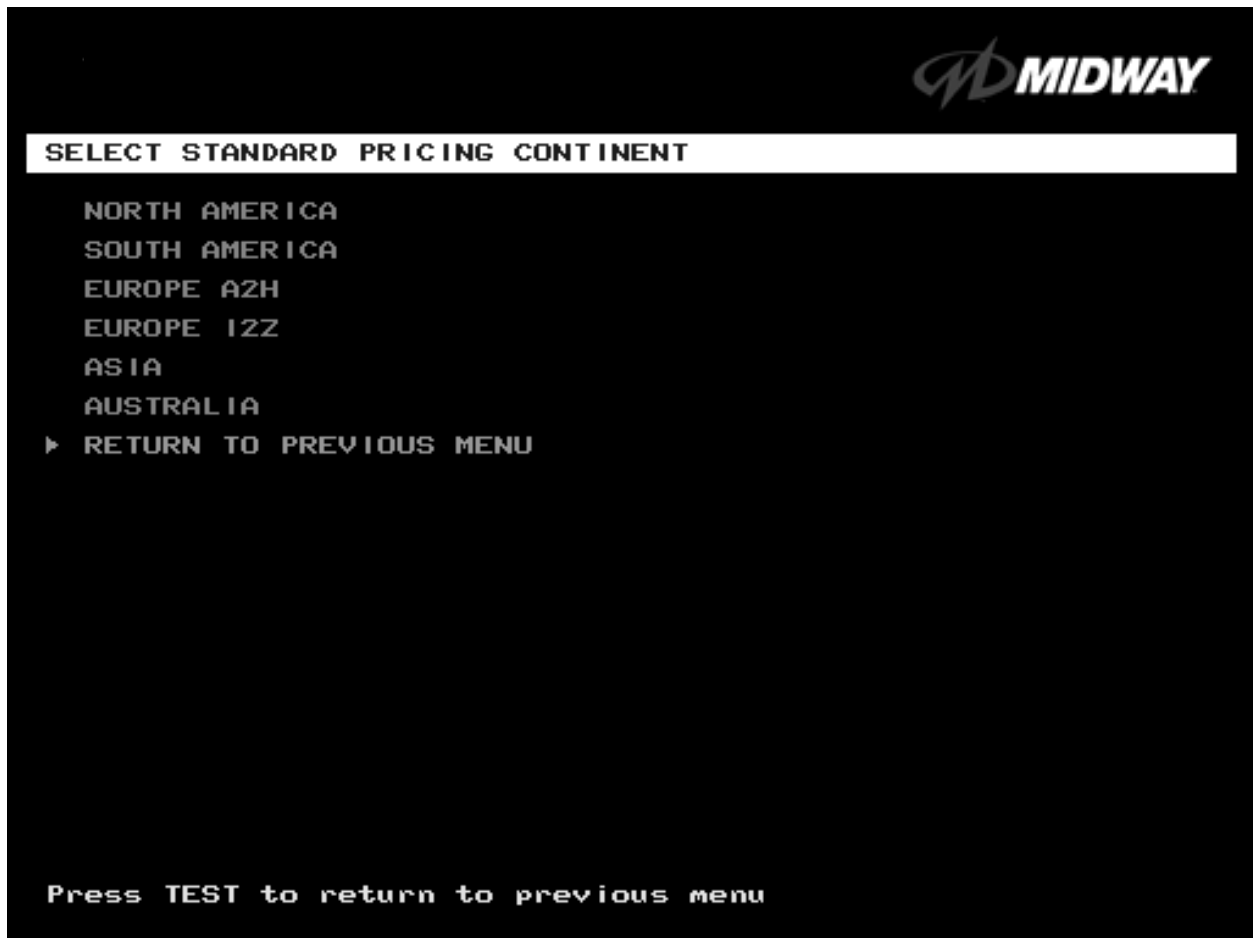 MIDWAY
SELECT STANDARD PRICING CONTINENT
NORTH AMERICA
SOUTH AMERICA
EUROPE A2H
EUROPE I2Z
ASIA
AUSTRALIA
RETURN TO PREVIOUS MENU
Press TEST to return to previous menu